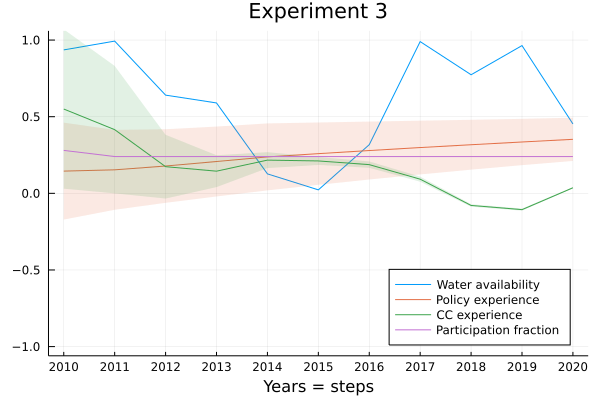 Experiment 3
1.0
0.5
0.0
−0.5
−1.0
Water availability
Policy experience
CC experience
Participation fraction
2010 2011 2012 2013 2014 2015 2016 2017 2018 2019 2020
Years = steps